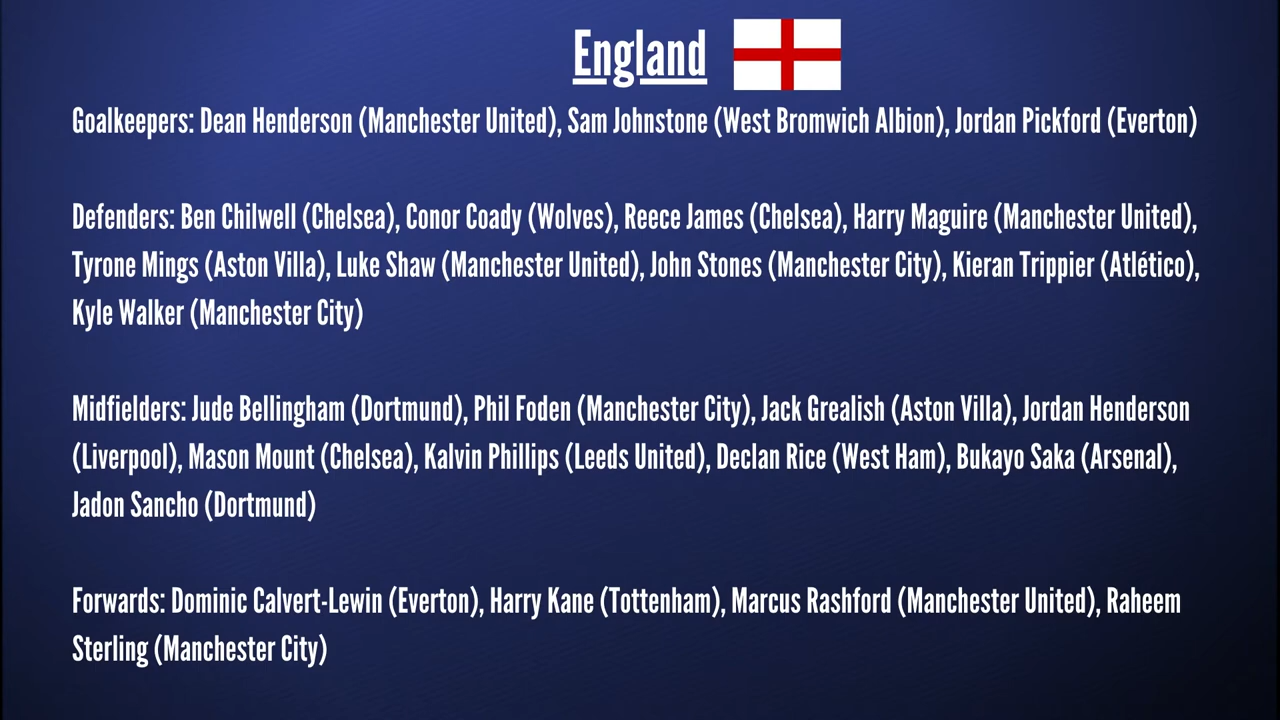 England
Goalkeepers: Dean Henderson (Manchester United), Sam Johnstone (West Bromwich Albion), Jordan Pickford (Everton)
Defenders: Ben Chilwell (Chelsea), Conor Coady (Wolves), Reece James (Chelsea), Harry Maguire (Manchester United),
Tyrone Mings (Aston Villa), Luke Shaw (Manchester United), John Stones (Manchester City), Kieran Trippier (Atlético),
Kyle Walker (Manchester City)
Midfielders: Jude Bellingham (Dortmund), Phil Foden (Manchester City), Jack Grealish (Aston Villa), Jordan Henderson
(Liverpool), Mason Mount (Chelsea), Kalvin Phillips (Leeds United), Declan Rice (West Ham), Bukayo Saka (Arsenal),
Jadon Sancho (Dortmund)
Forwards: Dominic Calvert-Lewin (Everton), Harry Kane (Tottenham), Marcus Rashford (Manchester United), Raheem
Sterling (Manchester City)